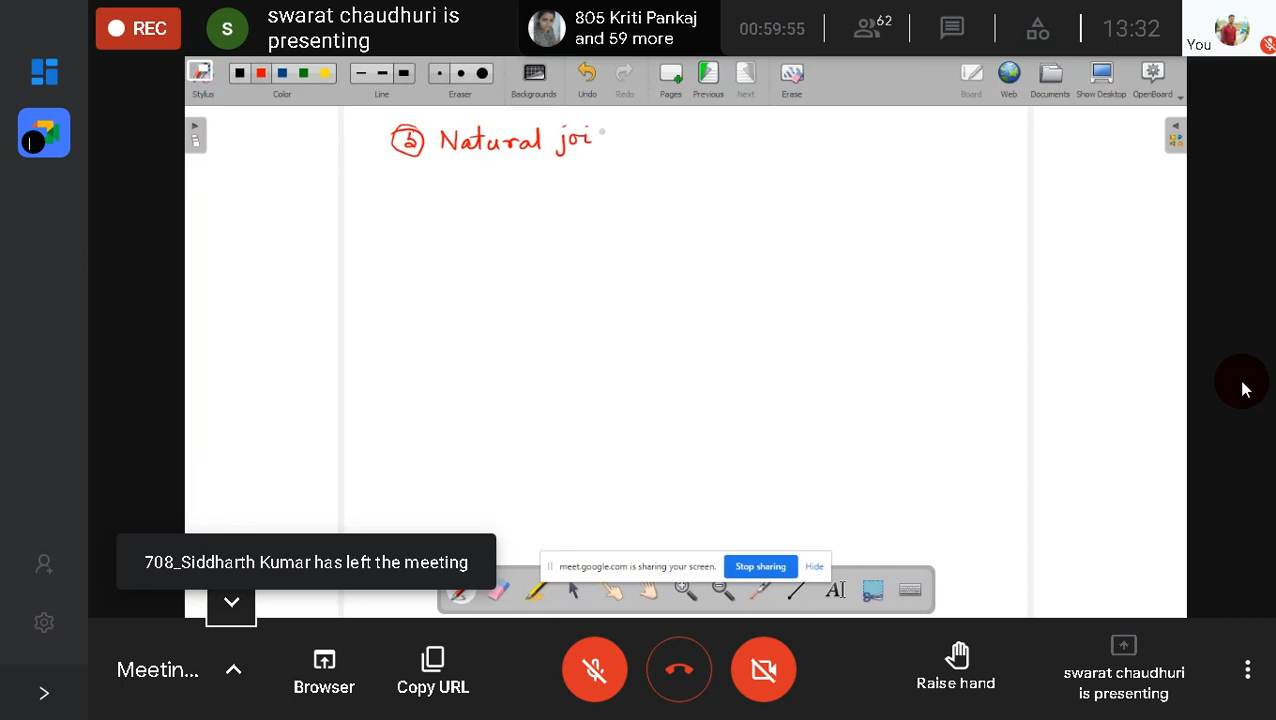 REC
S
swarat chaudhuri is
presenting
805 Kriti Pankaj
and 59 more
00:59:55
62
13:32
You
Stylus
Color
Line
Eraser
Backgrounds
Undo
Redo
Pages
Previous
Next
Erase
Board
Web
Documents
Show Desktop
OpenBoard
b Natural joi
708_Siddharth Kumar has left the meeting
meet.google.com is sharing your screen.
Stop sharing
Hide
Meetin...
Browser
Copy URL
Raise hand
swarat chaudhuri
is presenting